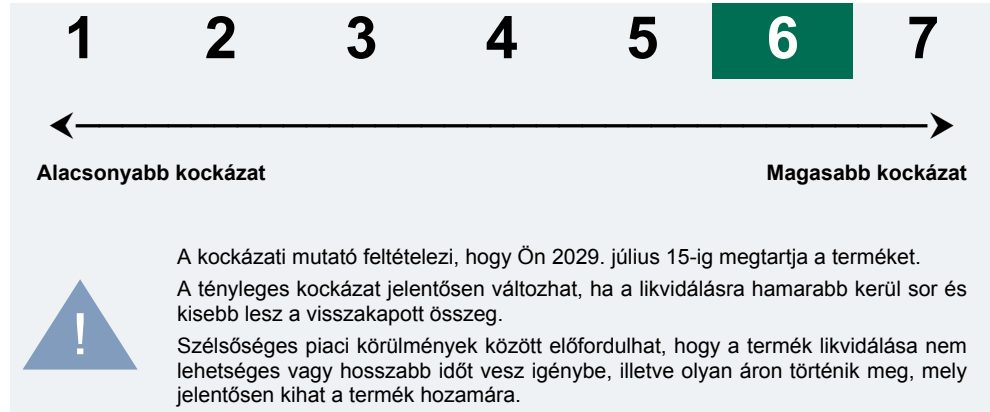 1 2 3 4 5 6 7
Alacsonyabb kockázat Magasabb kockázat
A kockázati mutató feltételezi, hogy Ön 2029. július 15-ig megtartja a terméket.
A tényleges kockázat jelentősen változhat, ha a likvidálásra hamarabb kerül sor és
kisebb lesz a visszakapott összeg.
!
Szélsőséges piaci körülmények között előfordulhat, hogy a termék likvidálása nem
lehetséges vagy hosszabb időt vesz igénybe, illetve olyan áron történik meg, mely
jelentősen kihat a termék hozamára.